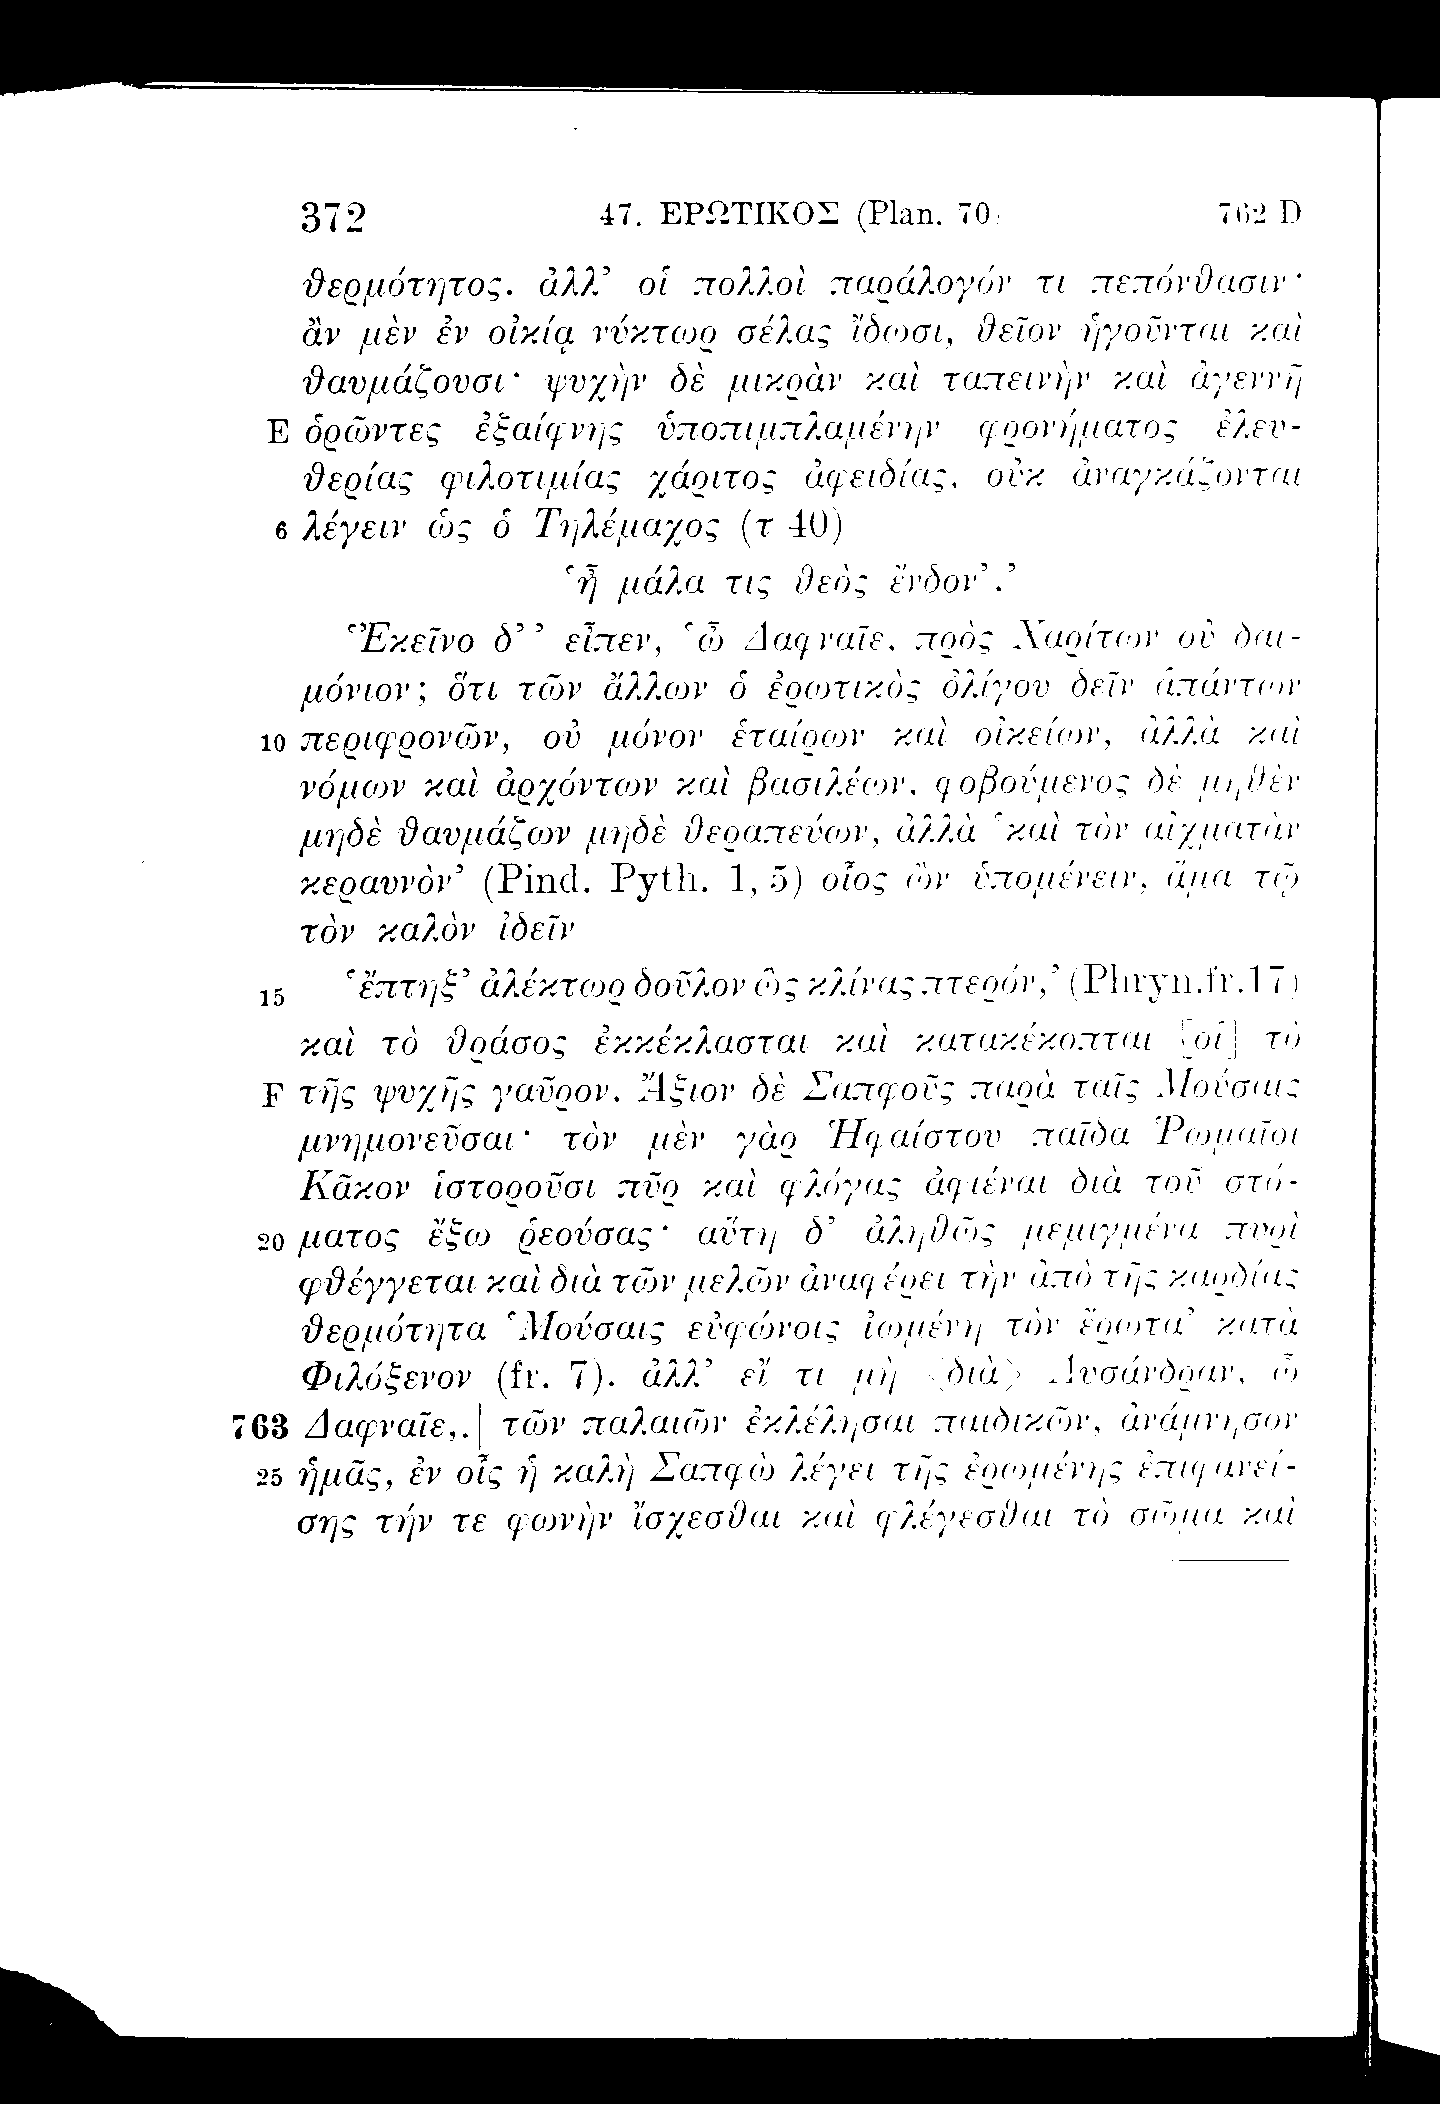 372 47. ΕΡΩΤΙΚΟΣ (Plan. 70) 762 D
θερμότητος. ἀλλ’ οἱ πολλοὶ παράλογόν τι πεπόνθασιν·
ἂν μὲν ἐν οἰκίᾳ νύκτωρ σέλας ἴδωσι, θεῖον ἡγοῦνται καὶ
θαυμάζουσι· ψυχὴν δὲ μικρὰν καὶ ταπεινὴν καὶ ἀγεννῆ
E ὁρῶντες ἐξαίφνης ὑποπιμπλαμένην φρονήματος ἐλευ-
θερίας φιλοτιμίας χάριτος ἀφειδίας, οὐκ ἀναγκάζονται
6 λέγειν ὡς ὁ Τηλέμαχος (τ 40)
‘ἦ μάλα τις θεὸς ἔνδον’.’
‘Ἐκεῖνο δ’ ’ εἶπεν, ‘ὦ Δαφναῖε, πρὸς Χαρίτων οὐ δαι-
μόνιον; ὅτι τῶν ἄλλων ὁ ἐρωτικὸς ὀλίγου δεῖν ἁπάντων
10 περιφρονῶν, οὐ μόνον ἑταίρων καὶ οἰκείων, ἀλλὰ καὶ
νόμων καὶ ἀρχόντων καὶ βασιλέων, φοβούμενος δὲ μηθὲν
μηδὲ θαυμάζων μηδὲ θεραπεύων, ἀλλὰ ‘καὶ τὸν αἰχματὰν
κεραυνὸν’ (Pind. Pyth. 1, 5) οἷος ὢν ὑπομένειν, ἅμα τῷ
τὸν καλὸν ἰδεῖν
15 ‘ἔπτηξ’ ἀλέκτωρ δοῦλον ὣς κλίνας πτερόν,’ (Phryn.fr.17)
καὶ τὸ θράσος ἐκκέκλασται καὶ κατακέκοπται [οἱ] τὸ
F τῆς ψυχῆς γαῦρον. Ἄξιον δὲ Σαπφοῦς παρὰ ταῖς Μούσαις
μνημονεῦσαι· τὸν μὲν γὰρ Ἡφαίστου παῖδα Ῥωμαῖοι
Κᾶκον ἱστοροῦσι πῦρ καὶ φλόγας ἀφιέναι διὰ τοῦ στό-
20 ματος ἔξω ῥεούσας· αὕτη δ’ ἀληθῶς μεμιγμένα πυρὶ
φθέγγεται καὶ διὰ τῶν μελῶν ἀναφέρει τὴν ἀπὸ τῆς καρδίας
θερμότητα ‘Μούσαις εὐφώνοις ἰωμένη τὸν ἔρωτα’ κατὰ
Φιλόξενον (fr. 7). ἀλλ’ εἴ τι μὴ ⟨διὰ⟩ Λυσάνδραν, ὦ
763 Δαφναῖε,.| τῶν παλαιῶν ἐκλέλησαι παιδικῶν, ἀνάμνησον
25 ἡμᾶς, ἐν οἷς ἡ καλὴ Σαπφὼ λέγει τῆς ἐρωμένης ἐπιφανεί-
σης τήν τε φωνὴν ἴσχεσθαι καὶ φλέγεσθαι τὸ σῶμα καὶ